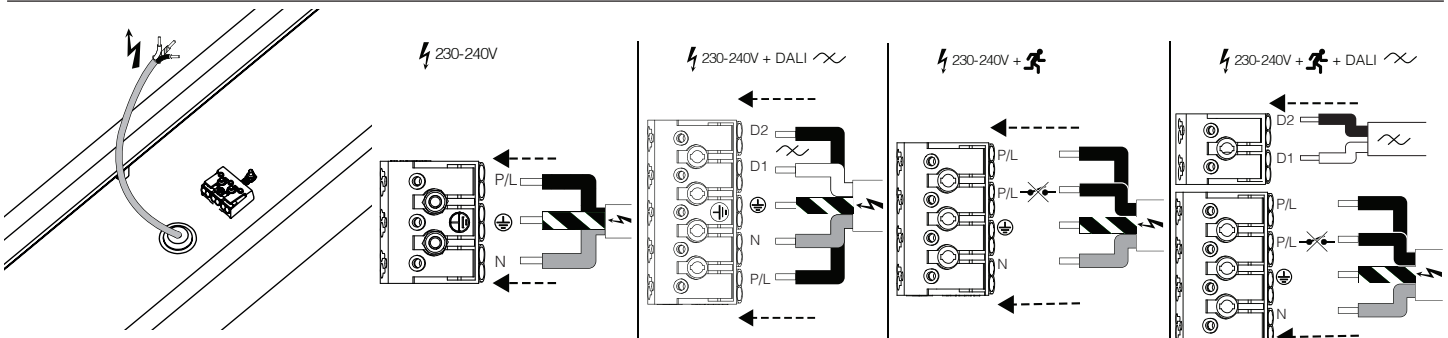 230-240V
P/L
N
230-240V + DALI
D2
D1
N
P/L
230-240V +
P/L
P/L
N
230-240V + + DALI
D2
D1
P/L
P/L
N